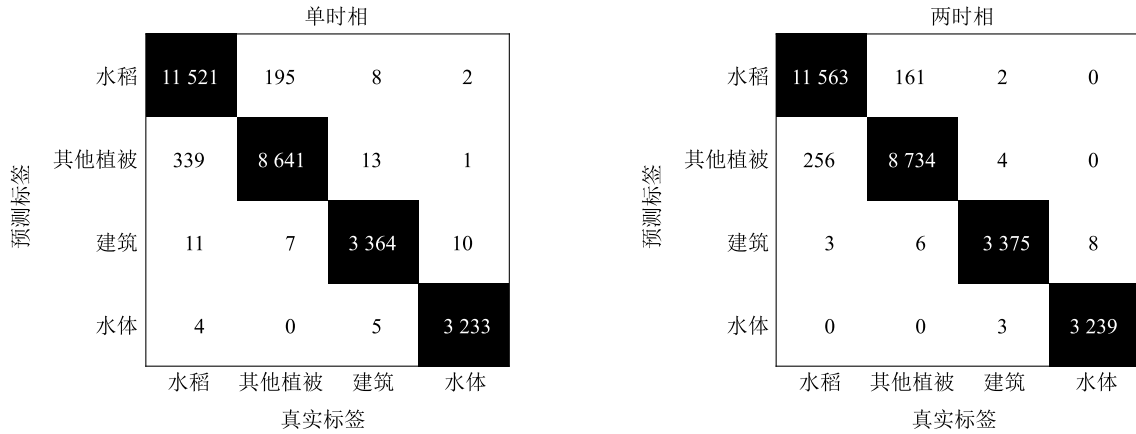 单时相
水稻 11 521 195 8 2
其他植被 339 8 641 13 1
建筑 11 7 3 364 10
水体 4 0 5 3 233
水稻 其他植被 建筑 水体
真实标签
预测标签
两时相
水稻 11 563 161 2 0
其他植被 256 8 734 4 0
建筑 3 6 3 375 8
水体 0 0 3 3 239
水稻 其他植被 建筑 水体
真实标签
预测标签